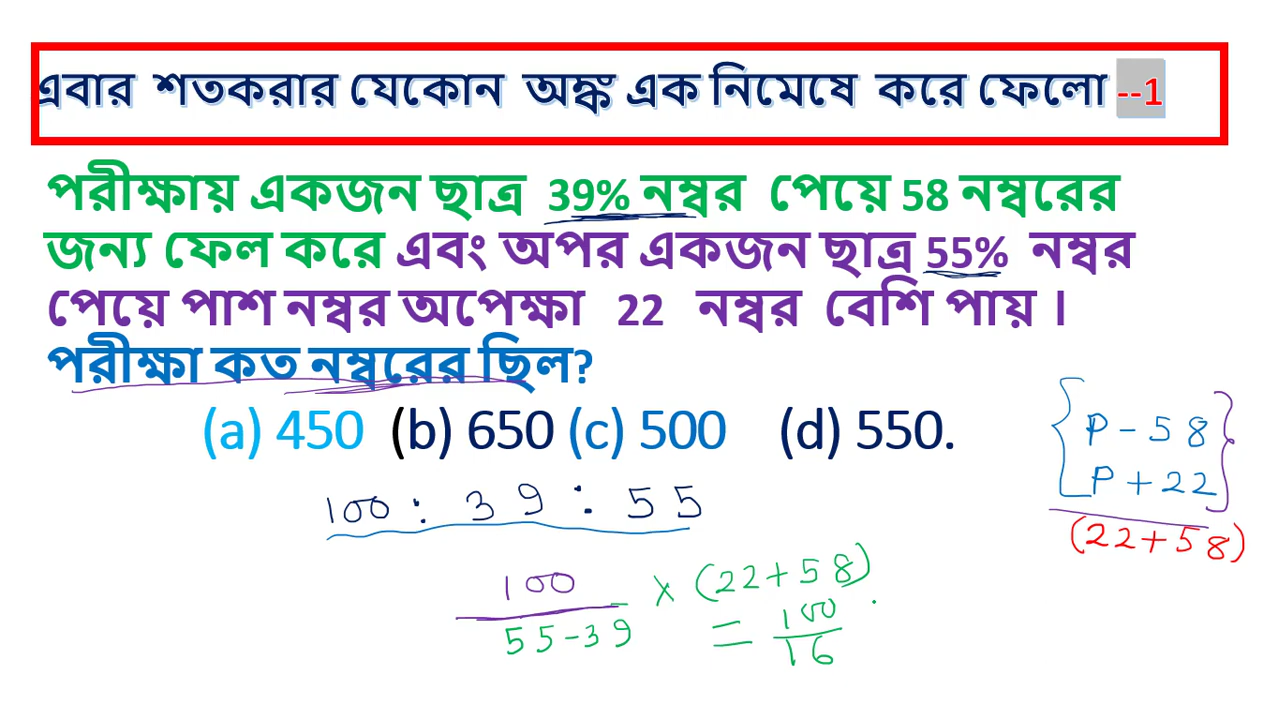 এবার শতকরার যেকোন অঙ্ক এক নিমেষে করে ফেলো --1
পরীক্ষায় একজন ছাত্র 39% নম্বর পেয়ে 58 নম্বরের
জন্য ফেল করে এবং অপর একজন ছাত্র 55% নম্বর
পেয়ে পাশ নম্বর অপেক্ষা 22 নম্বর বেশি পায় ।
পরীক্ষা কত নম্বরের ছিল?
(a) 450 (b) 650 (c) 500 (d) 550.
P - 58
P + 22
(22+58)
100 : 39 : 55
100 × (22+58)
55-39
= 100
16